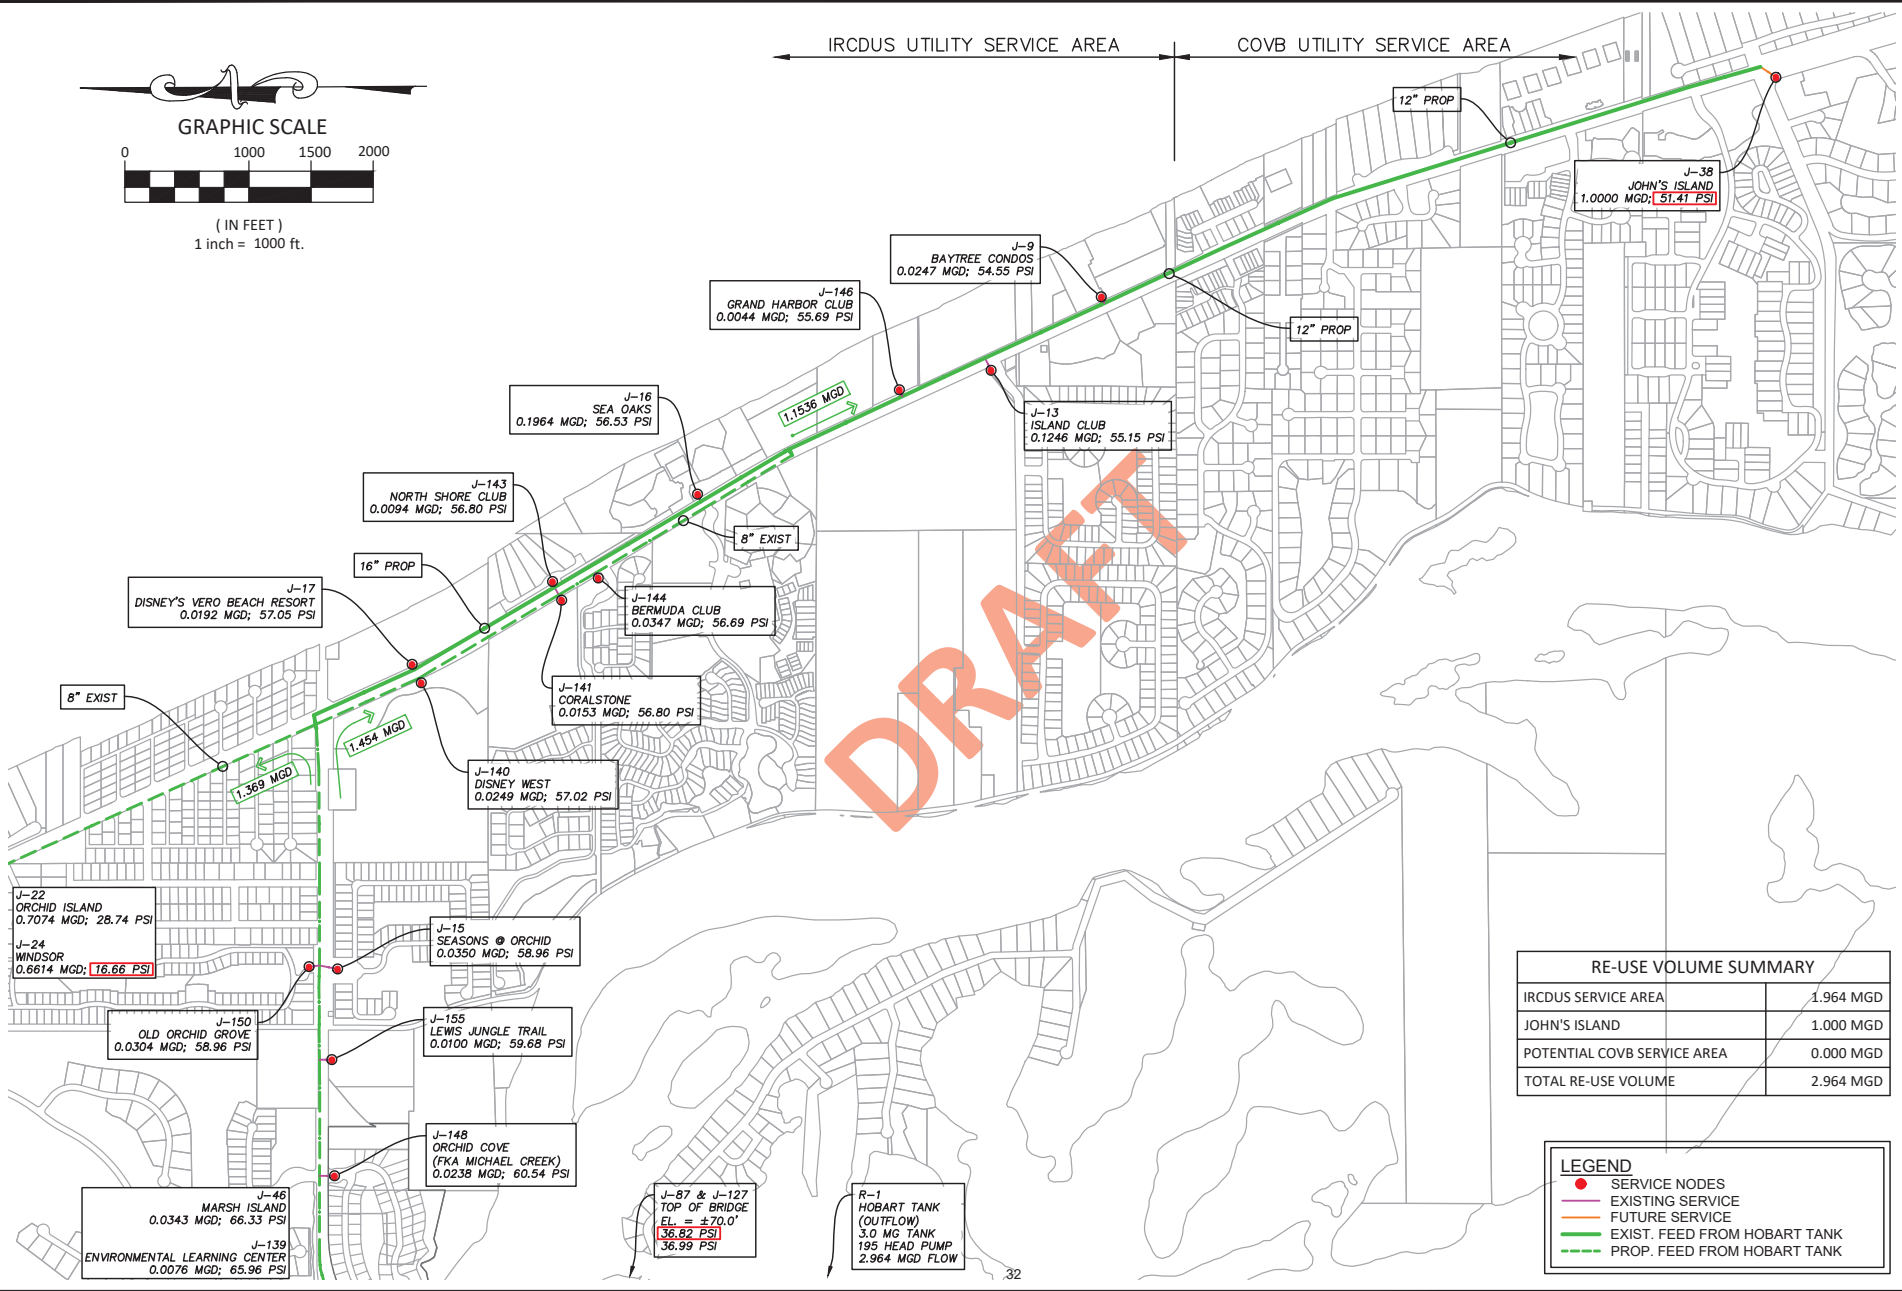 IRCDUS UTILITY SERVICE AREA
COVB UTILITY SERVICE AREA
N
GRAPHIC SCALE
0 1000 1500 2000
( IN FEET )
1 inch = 1000 ft.
12" PROP
J-38
JOHN'S ISLAND
1.0000 MGD; 51.41 PSI
J-9
BAYTREE CONDOS
0.0247 MGD; 54.55 PSI
J-146
GRAND HARBOR CLUB
0.0044 MGD; 55.69 PSI
12" PROP
J-16
SEA OAKS
0.1964 MGD; 56.53 PSI
1.1536 MGD
J-13
ISLAND CLUB
0.1246 MGD; 55.15 PSI
J-143
NORTH SHORE CLUB
0.0094 MGD; 56.80 PSI
8" EXIST
16" PROP
J-17
DISNEY'S VERO BEACH RESORT
0.0192 MGD; 57.05 PSI
J-144
BERMUDA CLUB
0.0347 MGD; 56.69 PSI
DRAFT
8" EXIST
J-141
CORALSTONE
0.0153 MGD; 56.80 PSI
1.454 MGD
1.369 MGD
J-140
DISNEY WEST
0.0249 MGD; 57.02 PSI
J-22
ORCHID ISLAND
0.7074 MGD; 28.74 PSI
J-24
WINDSOR
0.6614 MGD; 16.66 PSI
J-15
SEASONS @ ORCHID
0.0350 MGD; 58.96 PSI
J-150
OLD ORCHID GROVE
0.0304 MGD; 58.96 PSI
J-155
LEWIS JUNGLE TRAIL
0.0100 MGD; 59.68 PSI
J-148
ORCHID COVE
(FKA MICHAEL CREEK)
0.0238 MGD; 60.54 PSI
J-46
MARSH ISLAND
0.0343 MGD; 66.33 PSI
J-139
ENVIRONMENTAL LEARNING CENTER
0.0076 MGD; 65.96 PSI
J-87 & J-127
TOP OF BRIDGE
EL. = ±70.0'
36.82 PSI
36.99 PSI
R-1
HOBART TANK
(OUTFLOW)
3.0 MG TANK
195 HEAD PUMP
2.964 MGD FLOW
32
RE-USE VOLUME SUMMARY
IRCDUS SERVICE AREA 1.964 MGD
JOHN'S ISLAND 1.000 MGD
POTENTIAL COVB SERVICE AREA 0.000 MGD
TOTAL RE-USE VOLUME 2.964 MGD
LEGEND
SERVICE NODES
EXISTING SERVICE
FUTURE SERVICE
EXIST. FEED FROM HOBART TANK
PROP. FEED FROM HOBART TANK